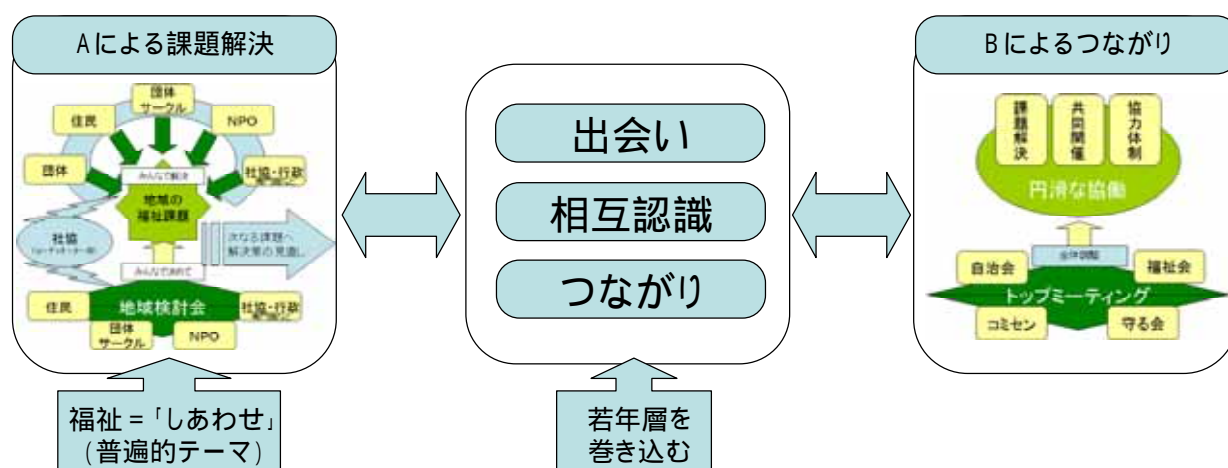 Aによる課題解決
団体
サークル
住民
NPO
団体
みんなで解決
社協・行政
地域の
福祉課題
社協
次なる課題へ
解決策の見直し
みんなで決めて
住民
地域検討会
社協・行政
団体
サークル
NPO
福祉=「しあわせ」
(普遍的テーマ)
出会い
相互認識
つながり
若年層を
巻き込む
Bによるつながり
課題解決
共同開催
協力体制
円滑な協働
自治会
福祉会
トップミーティング
コミセン
守る会